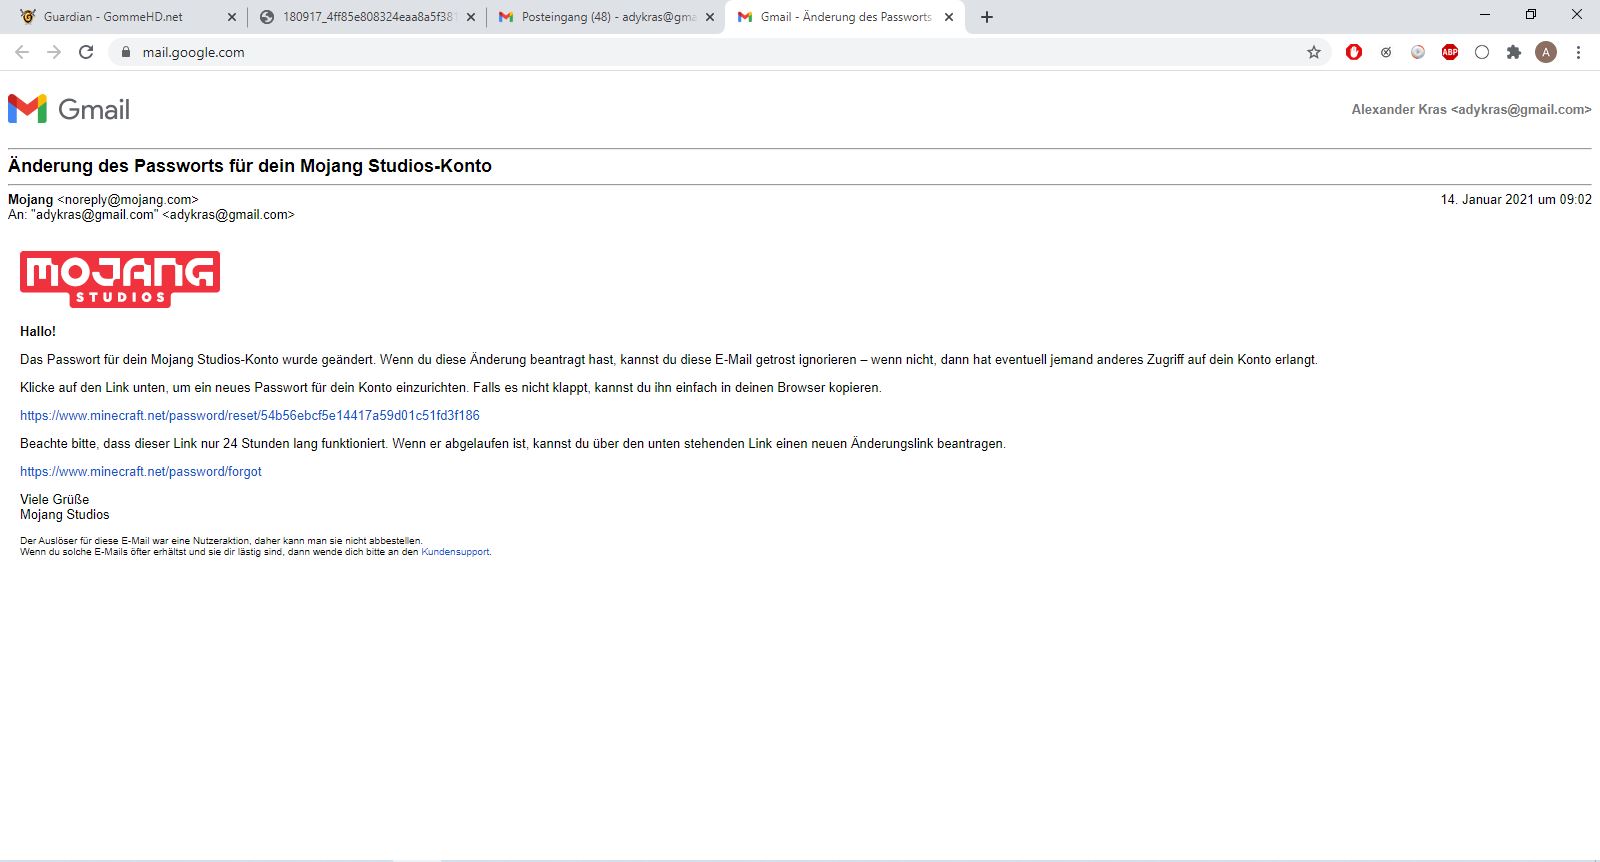 Guardian - GommeHD.net
180917_4ff85e808324eaa8a5f381
Posteingang (48) - adykras@gma
Gmail - Änderung des Passworts
mail.google.com
ABP
A
Gmail
Alexander Kras <adykras@gmail.com>
Änderung des Passworts für dein Mojang Studios-Konto
Mojang <noreply@mojang.com>
14. Januar 2021 um 09:02
An: "adykras@gmail.com" <adykras@gmail.com>
MOJANG
STUDIOS
Hallo!
Das Passwort für dein Mojang Studios-Konto wurde geändert. Wenn du diese Änderung beantragt hast, kannst du diese E-Mail getrost ignorieren – wenn nicht, dann hat eventuell jemand anderes Zugriff auf dein Konto erlangt.
Klicke auf den Link unten, um ein neues Passwort für dein Konto einzurichten. Falls es nicht klappt, kannst du ihn einfach in deinen Browser kopieren.
https://www.minecraft.net/password/reset/54b56ebcf5e14417a59d01c51fd3f186
Beachte bitte, dass dieser Link nur 24 Stunden lang funktioniert. Wenn er abgelaufen ist, kannst du über den unten stehenden Link einen neuen Änderungslink beantragen.
https://www.minecraft.net/password/forgot
Viele Grüße
Mojang Studios
Der Auslöser für diese E-Mail war eine Nutzeraktion, daher kann man sie nicht abbestellen.
Wenn du solche E-Mails öfter erhältst und sie dir lästig sind, dann wende dich bitte an den Kundensupport.